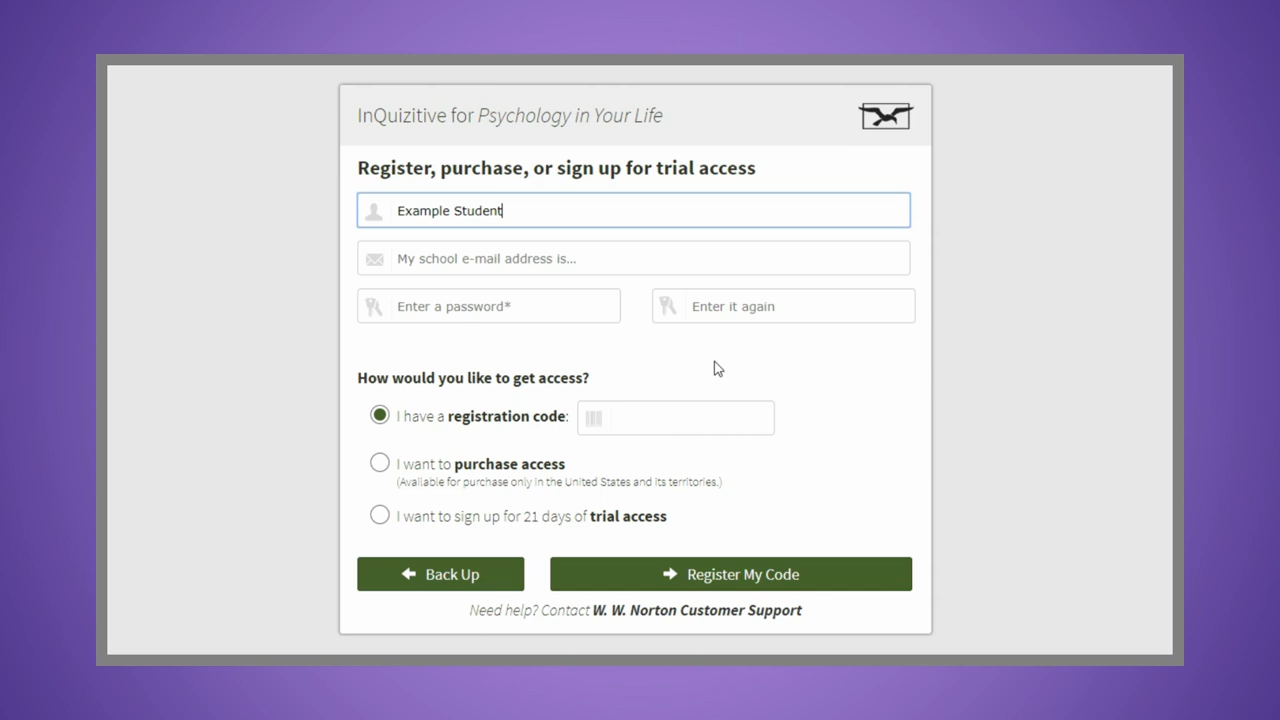 InQuizitive for Psychology in Your Life
Register, purchase, or sign up for trial access
Example Student
My school e-mail address is...
Enter a password*
Enter it again
How would you like to get access?
I have a registration code:
I want to purchase access
(Available for purchase only in the United States and its territories.)
I want to sign up for 21 days of trial access
Back Up
Register My Code
Need help? Contact W. W. Norton Customer Support